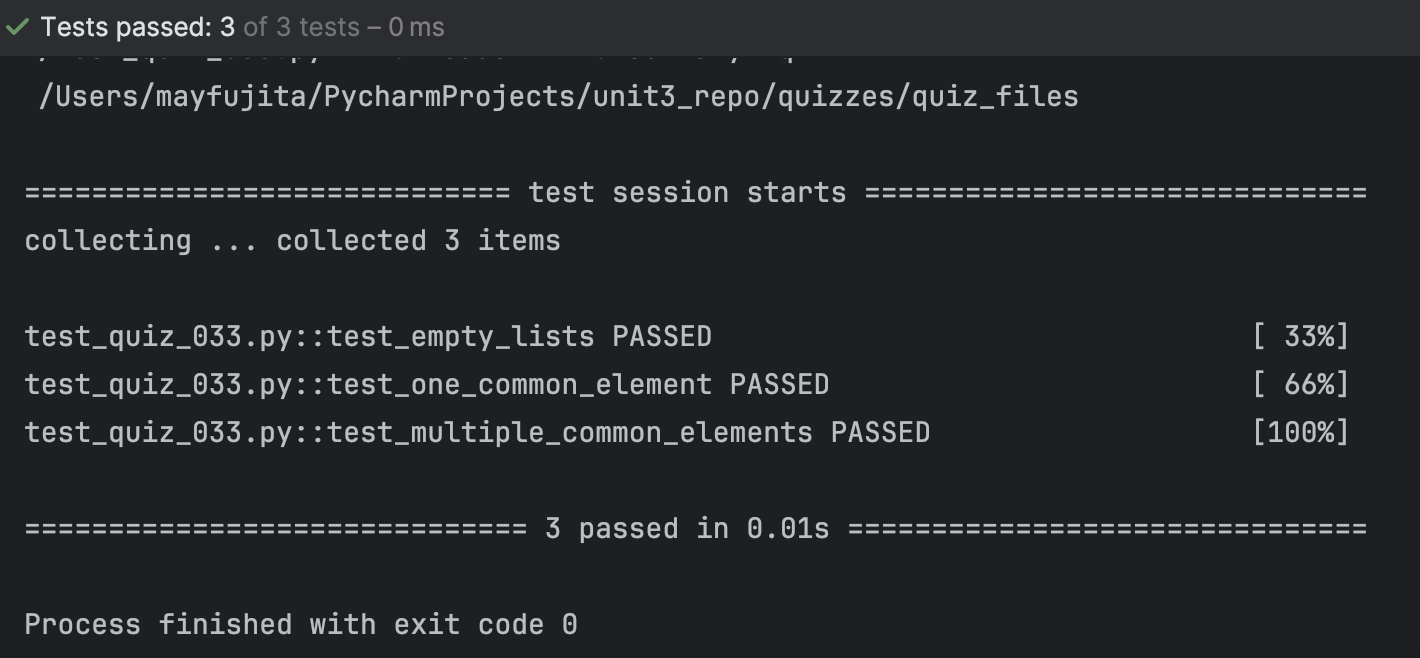 Tests passed: 3 of 3 tests – 0 ms
/Users/mayfujita/PycharmProjects/unit3_repo/quizzes/quiz_files
============================= test session starts ==============================
collecting ... collected 3 items
test_quiz_033.py::test_empty_lists PASSED [ 33%]
test_quiz_033.py::test_one_common_element PASSED [ 66%]
test_quiz_033.py::test_multiple_common_elements PASSED [100%]
============================== 3 passed in 0.01s ===============================
Process finished with exit code 0